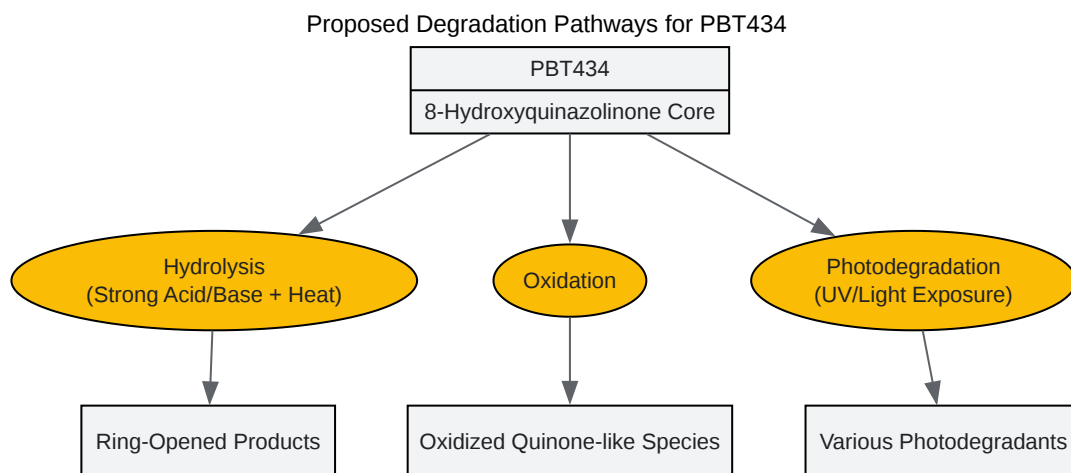 Proposed Degradation Pathways for PBT434
PBT434
8-Hydroxyquinazolinone Core
Hydrolysis
(Strong Acid/Base + Heat)
Oxidation
Photodegradation
(UV/Light Exposure)
Ring-Opened Products
Oxidized Quinone-like Species
Various Photodegradants